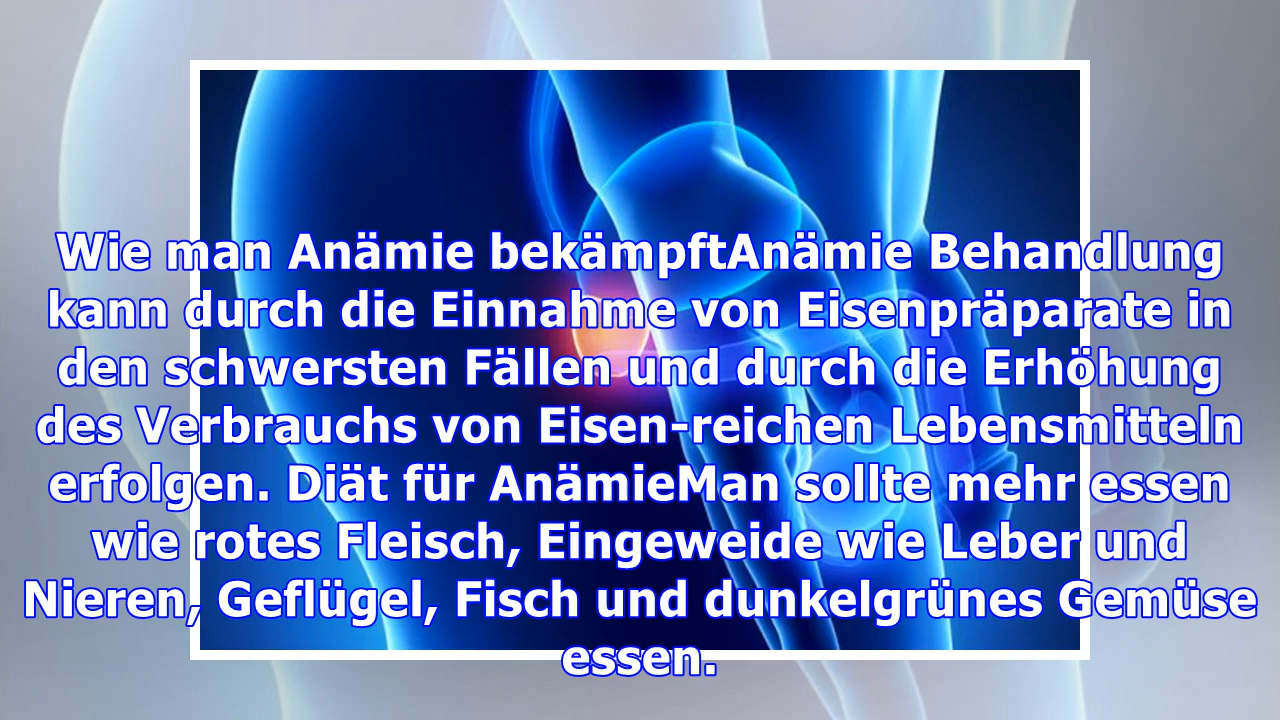 Wie man Anämie bekämpftAnämie Behandlung
kann durch die Einnahme von Eisenpräparate in
den schwersten Fällen und durch die Erhöhung
des Verbrauchs von Eisen-reichen Lebensmitteln
erfolgen. Diät für AnämieMan sollte mehr essen
wie rotes Fleisch, Eingeweide wie Leber und
Nieren, Geflügel, Fisch und dunkelgrünes Gemüse
essen.